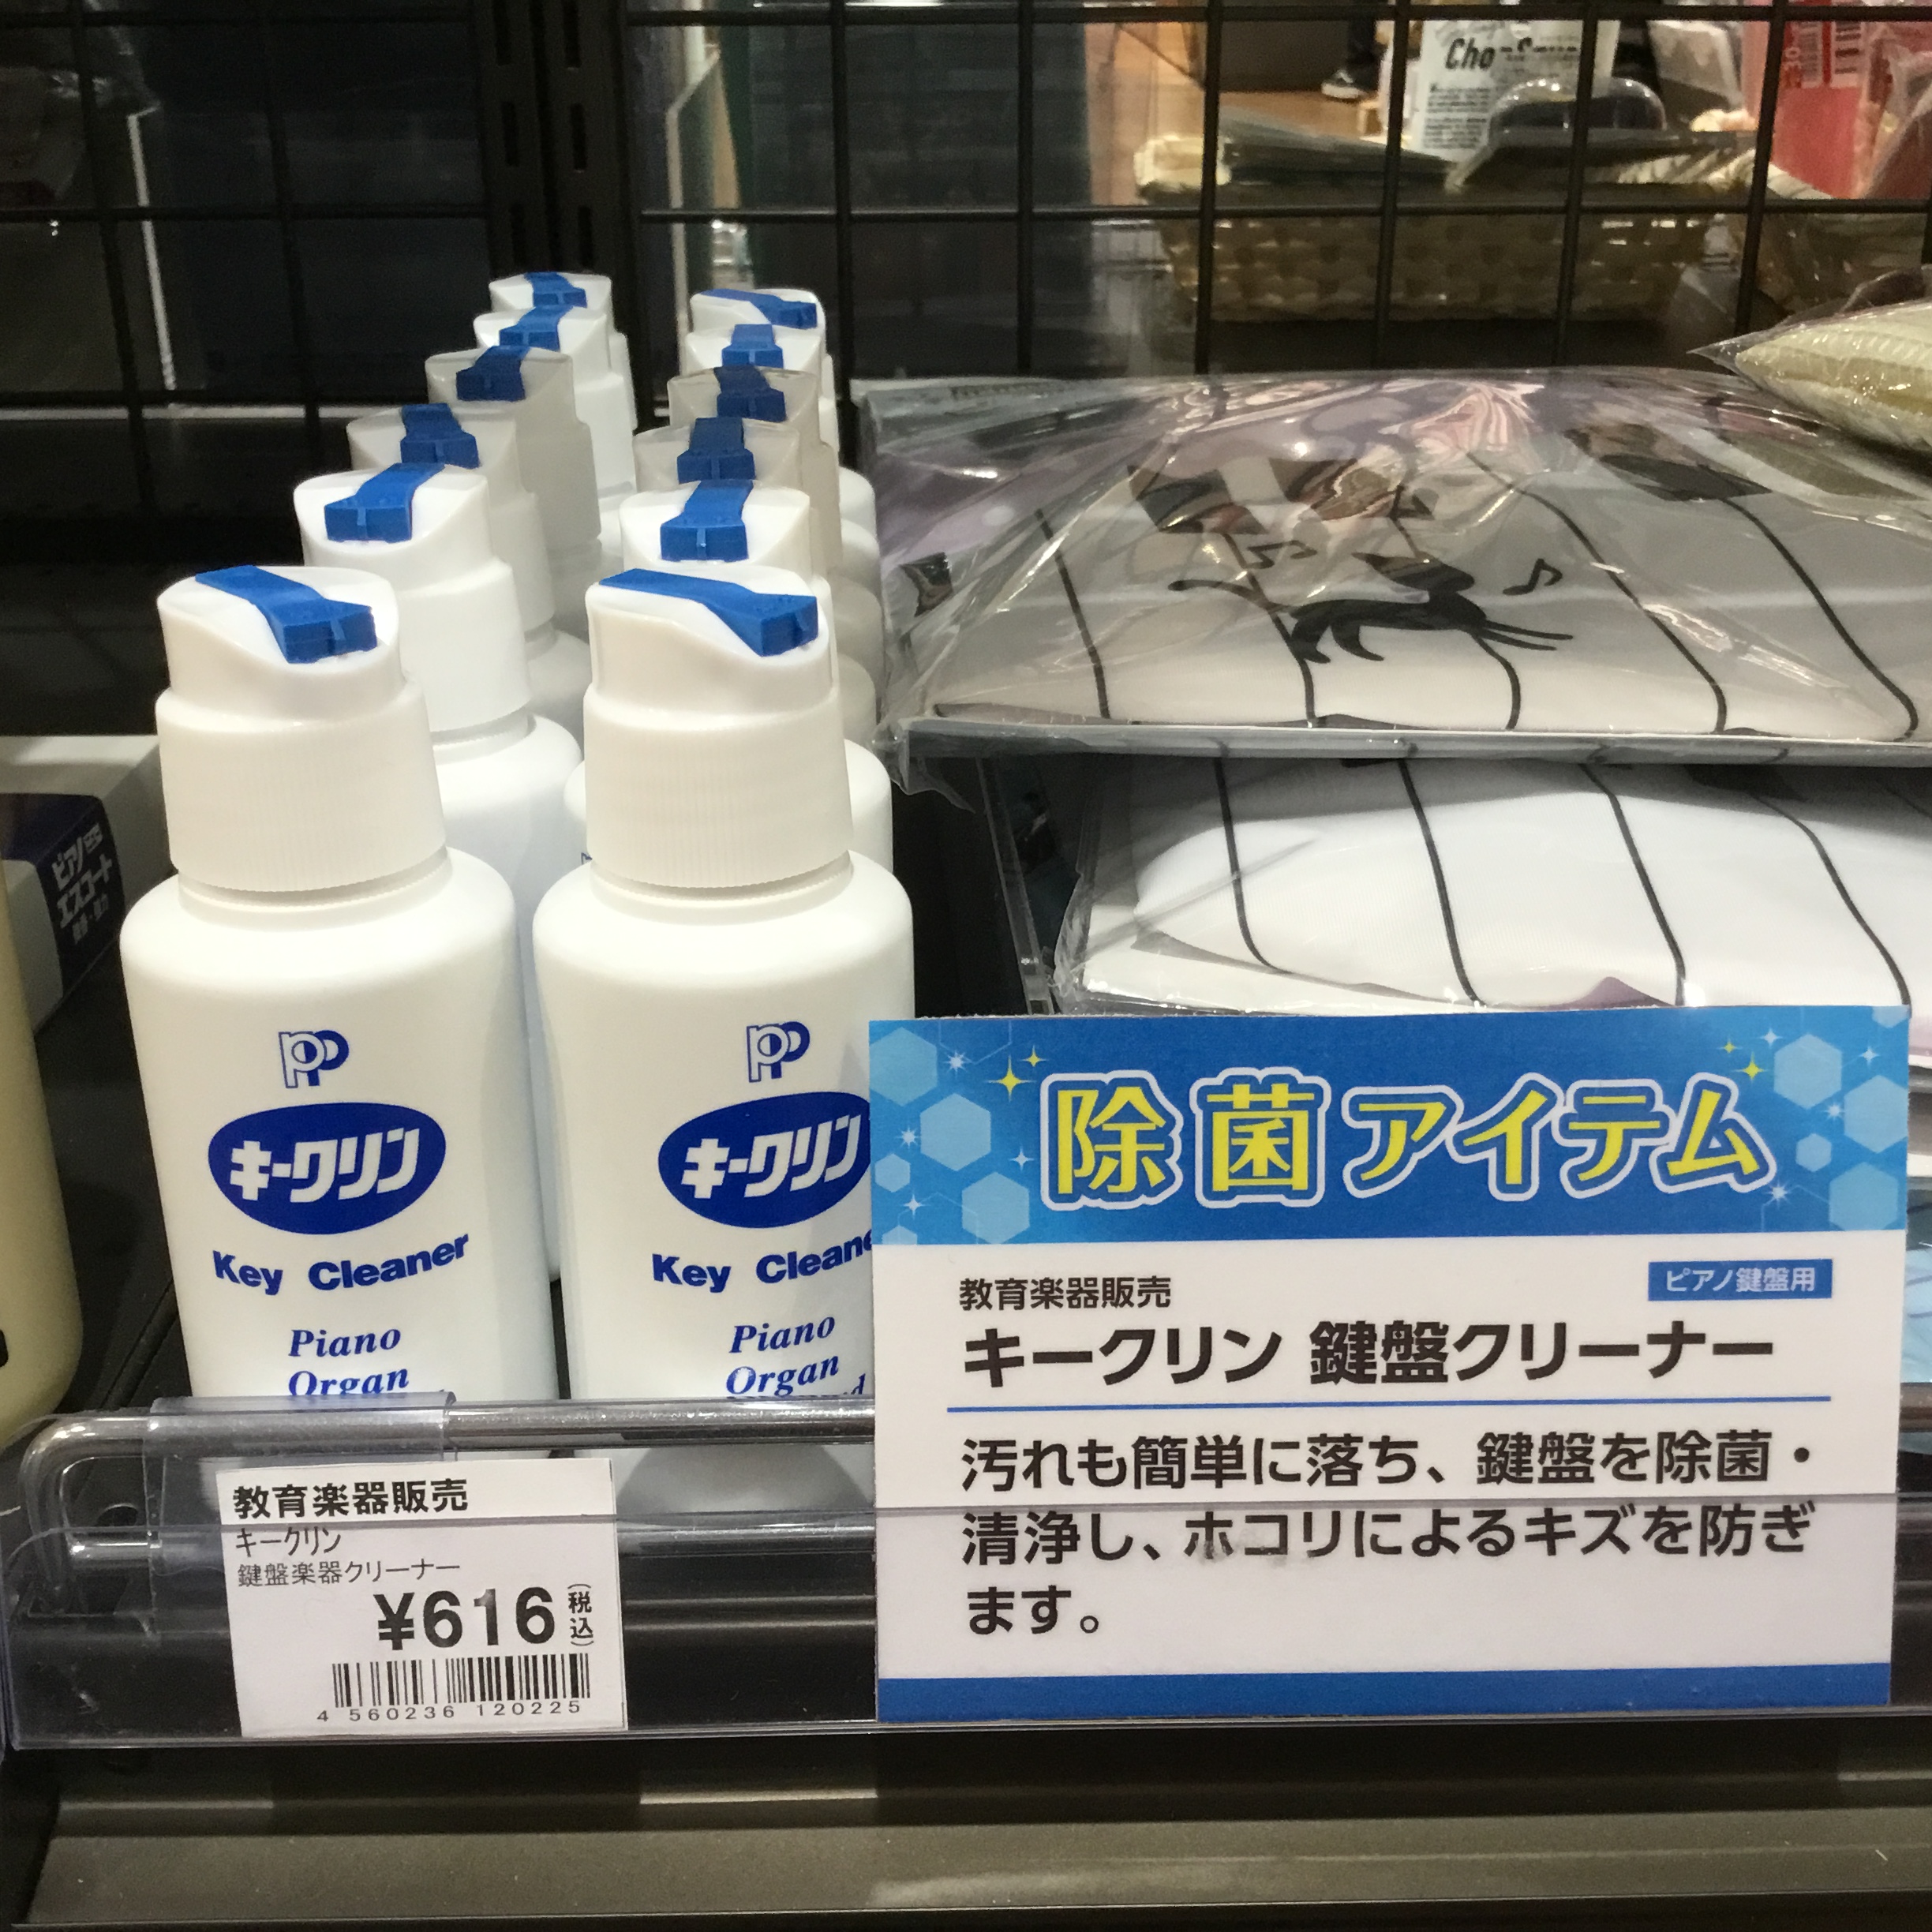 Cho
ピアノ
エスコート
PP
キークリン
Key Cleaner
Piano
Organ
PP
キークリン
Key Cleane
Piano
Organ
除菌アイテム
教育楽器販売
ピアノ鍵盤用
キークリン 鍵盤クリーナー
汚れも簡単に落ち、鍵盤を除菌・
清浄し、ホコリによるキズを防ぎ
ます。
教育楽器販売
キークリン
鍵盤楽器クリーナー
¥616(税込)
4 560236 120225